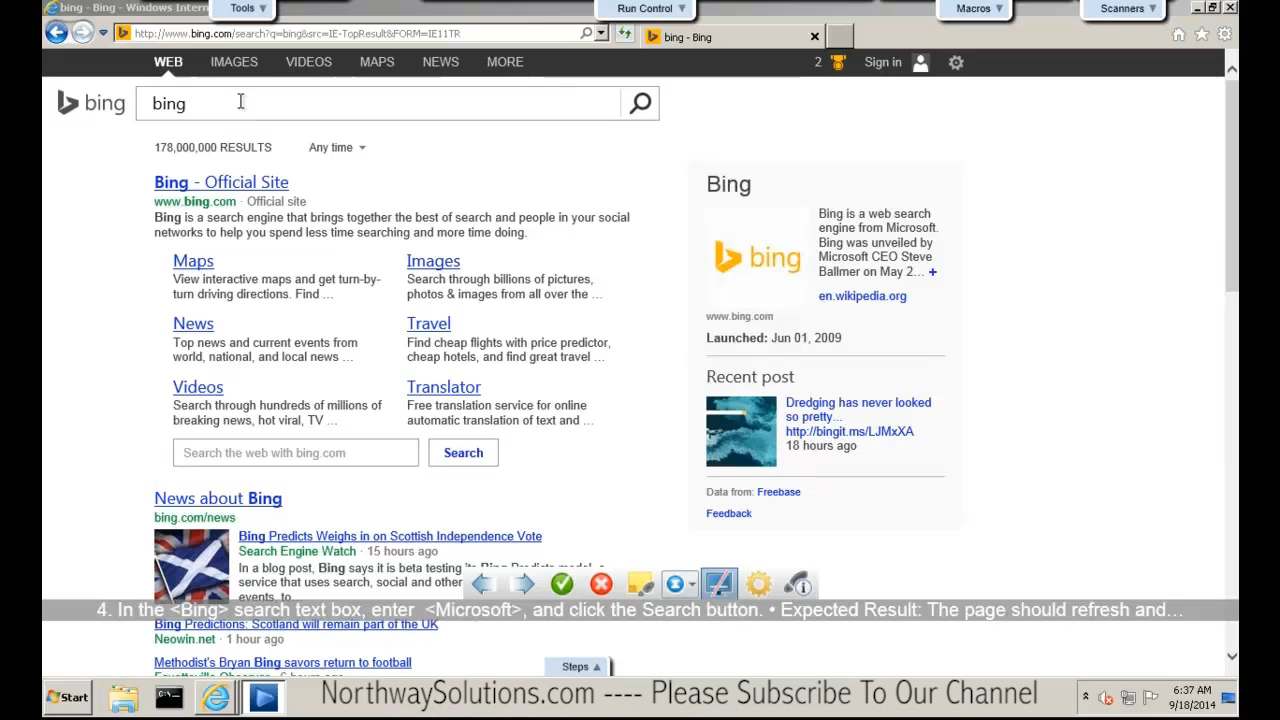 bing - Bing - Windows Intern
Tools
Run Control
Macros
Scanners
http://www.bing.com/search?q=bing&src=IE-TopResult&FORM=IE11TR
bing - Bing
WEB IMAGES VIDEOS MAPS NEWS MORE
2 Sign in
bing
bing
178,000,000 RESULTS Any time
Bing - Official Site
www.bing.com · Official site
Bing is a search engine that brings together the best of search and people in your social
networks to help you spend less time searching and more time doing.
Maps
View interactive maps and get turn-by-
turn driving directions. Find ...
Images
Search through billions of pictures,
photos & images from all over the ...
News
Top news and current events from
world, national, and local news ...
Travel
Find cheap flights with price predictor,
cheap hotels, and find great travel ...
Videos
Search through hundreds of millions of
breaking news, hot viral, TV ...
Translator
Free translation service for online
automatic translation of text and ...
Search the web with bing.com
Search
News about Bing
bing.com/news
Bing Predicts Weighs in on Scottish Independence Vote
Search Engine Watch · 15 hours ago
In a blog post, Bing says it is beta testing its
service that uses search, social and other
events, to
Bing Predictions: Scotland will remain part of the UK
Neowin.net · 1 hour ago
Methodist's Bryan Bing savors return to football
Bing
bing
Bing is a web search
engine from Microsoft.
Bing was unveiled by
Microsoft CEO Steve
Ballmer on May 2... +
en.wikipedia.org
www.bing.com
Launched: Jun 01, 2009
Recent post
Dredging has never looked
so pretty...
http://bingit.ms/LJMxXA
18 hours ago
Data from: Freebase
Feedback
4. In the <Bing> search text box, enter <Microsoft>, and click the Search button. • Expected Result: The page should refresh and...
Steps
Start
NorthwaySolutions.com ---- Please Subscribe To Our Channel
6:37 AM
9/18/2014